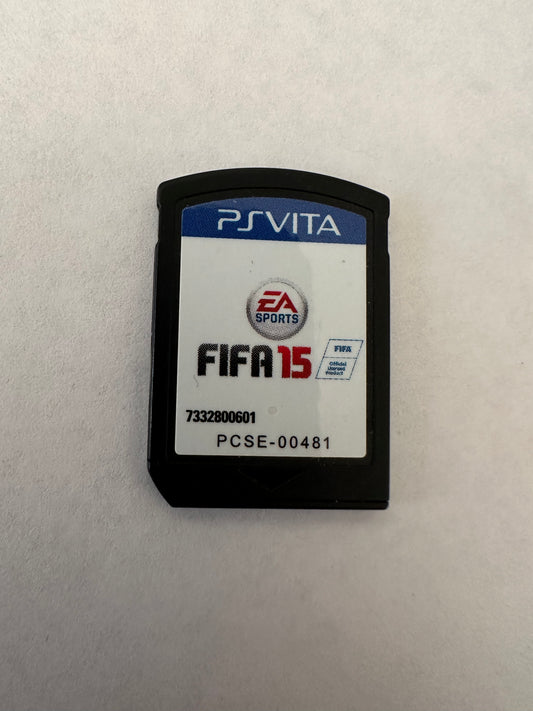 PSVITA
EA
SPORTS
FIFA 15
FIFA
Official
Licensed
Product
7332800601
PCSE-00481